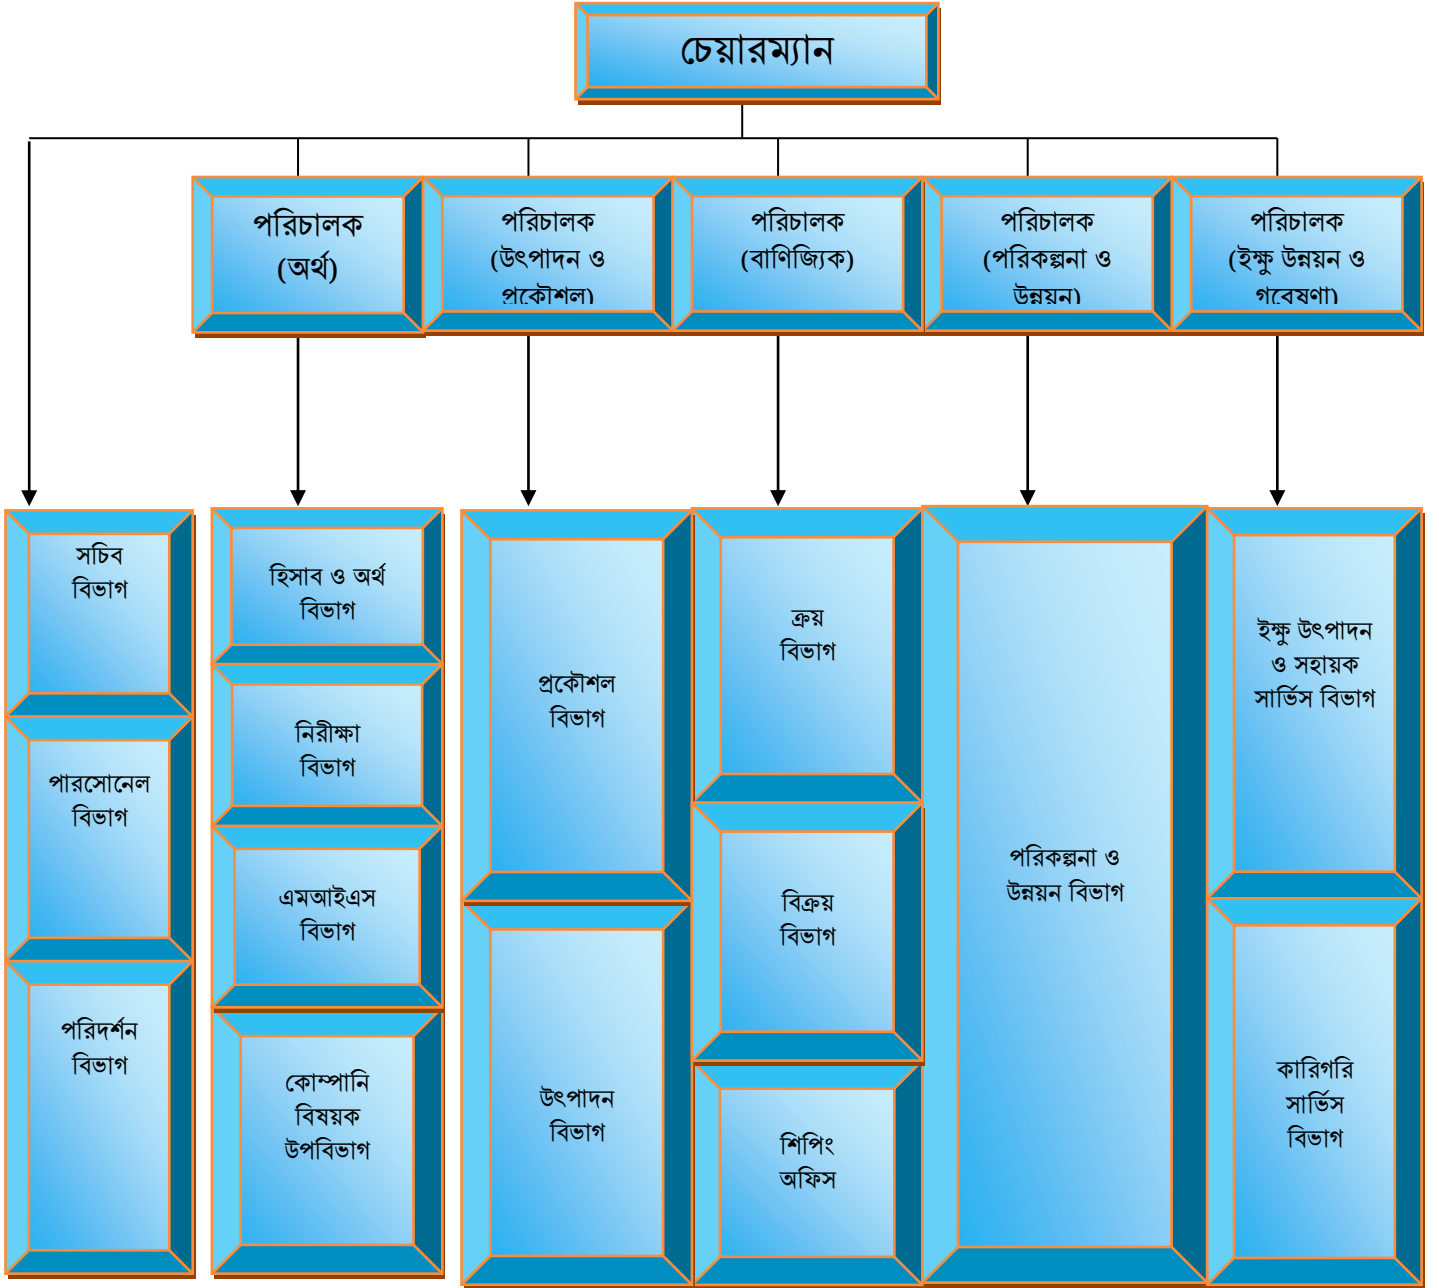 চেয়ারম্যান
পরিচালক
(অর্থ)
পরিচালক
(উৎপাদন ও
প্রকৌশল)
পরিচালক
(বাণিজ্যিক)
পরিচালক
(পরিকল্পনা ও
উন্নয়ন)
পরিচালক
(ইক্ষু উন্নয়ন ও
গবেষণা)
সচিব
বিভাগ
পারসোনেল
বিভাগ
পরিদর্শন
বিভাগ
হিসাব ও অর্থ
বিভাগ
নিরীক্ষা
বিভাগ
এমআইএস
বিভাগ
কোম্পানি
বিষয়ক
উপবিভাগ
প্রকৌশল
বিভাগ
উৎপাদন
বিভাগ
ক্রয়
বিভাগ
বিক্রয়
বিভাগ
শিপিং
অফিস
পরিকল্পনা ও
উন্নয়ন বিভাগ
ইক্ষু উৎপাদন
ও সহায়ক
সার্ভিস বিভাগ
কারিগরি
সার্ভিস
বিভাগ